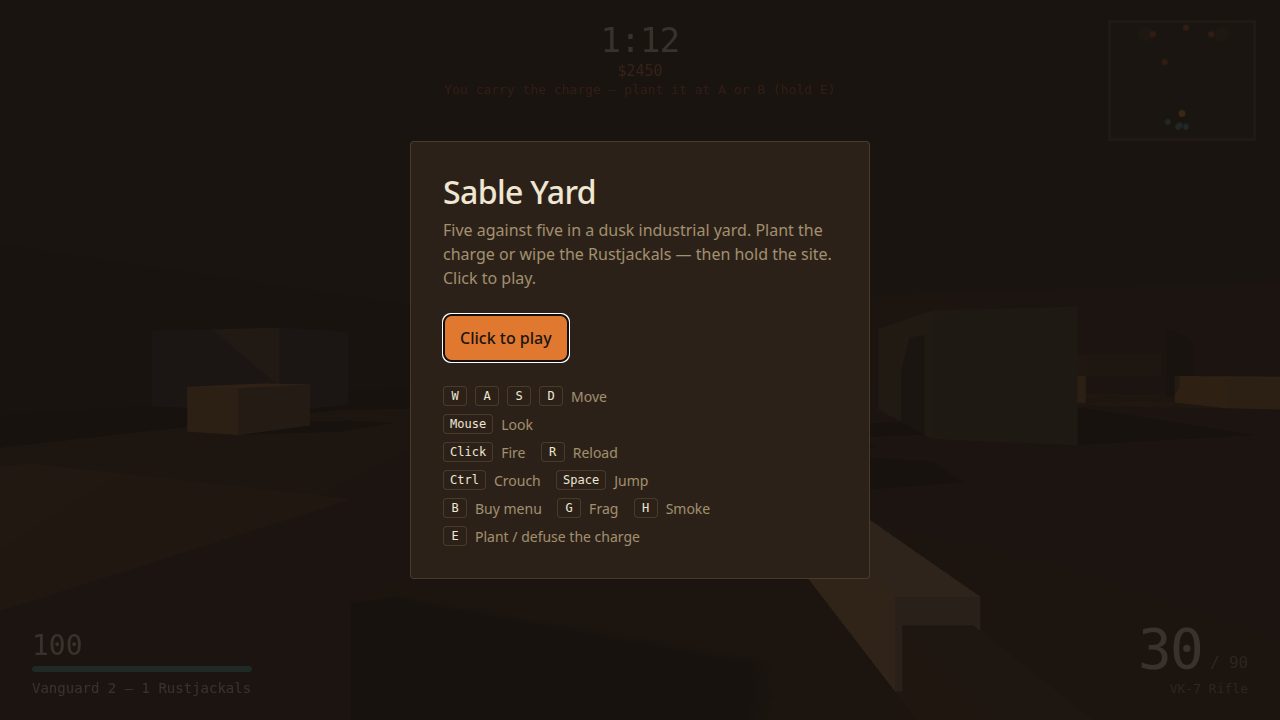 1:12
$2450
You carry the charge — plant it at A or B (hold E)
Sable Yard
Five against five in a dusk industrial yard. Plant the
charge or wipe the Rustjackals — then hold the site.
Click to play.
Click to play
W A S D Move
Mouse Look
Click Fire R Reload
Ctrl Crouch Space Jump
B Buy menu G Frag H Smoke
E Plant / defuse the charge
100
Vanguard 2 — 1 Rustjackals
30 / 90
VK-7 Rifle